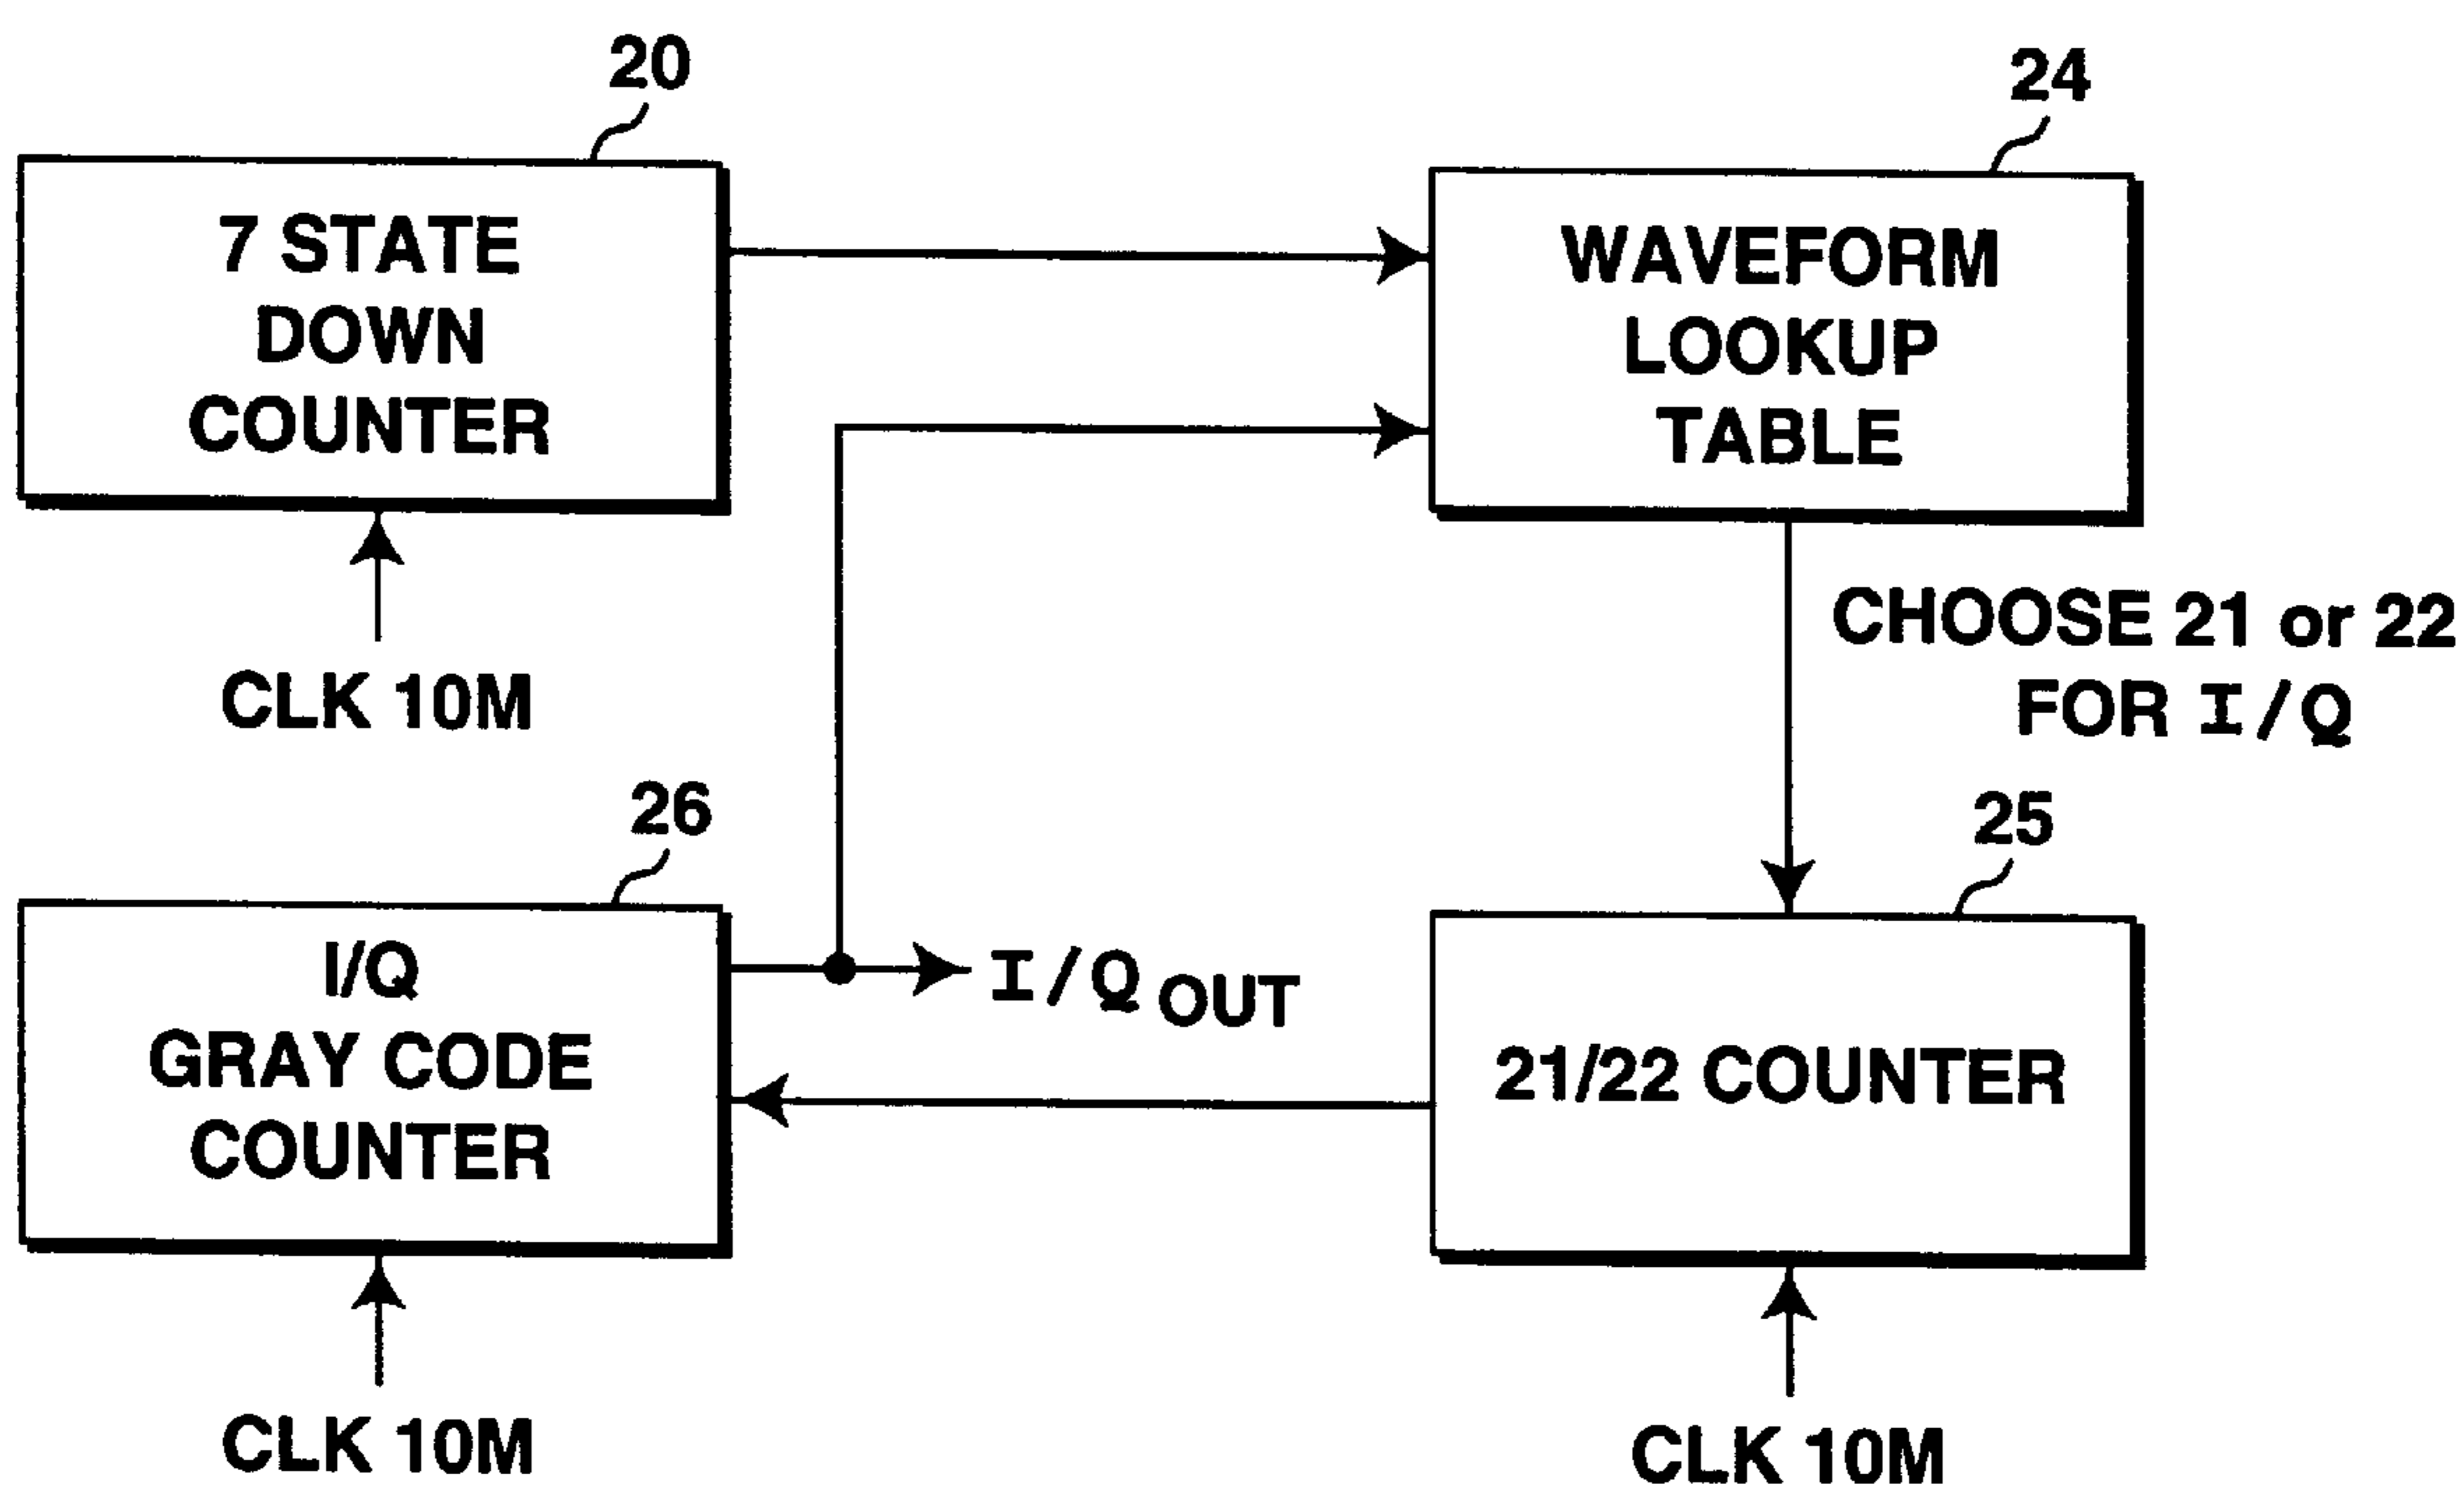 20
7 STATE
DOWN
COUNTER
CLK 10M
24
WAVEFORM
LOOKUP
TABLE
CHOOSE 21 or 22
FOR I/Q
26
I/Q
GRAY CODE
COUNTER
CLK 10M
I/Q OUT
25
21/22 COUNTER
CLK 10M